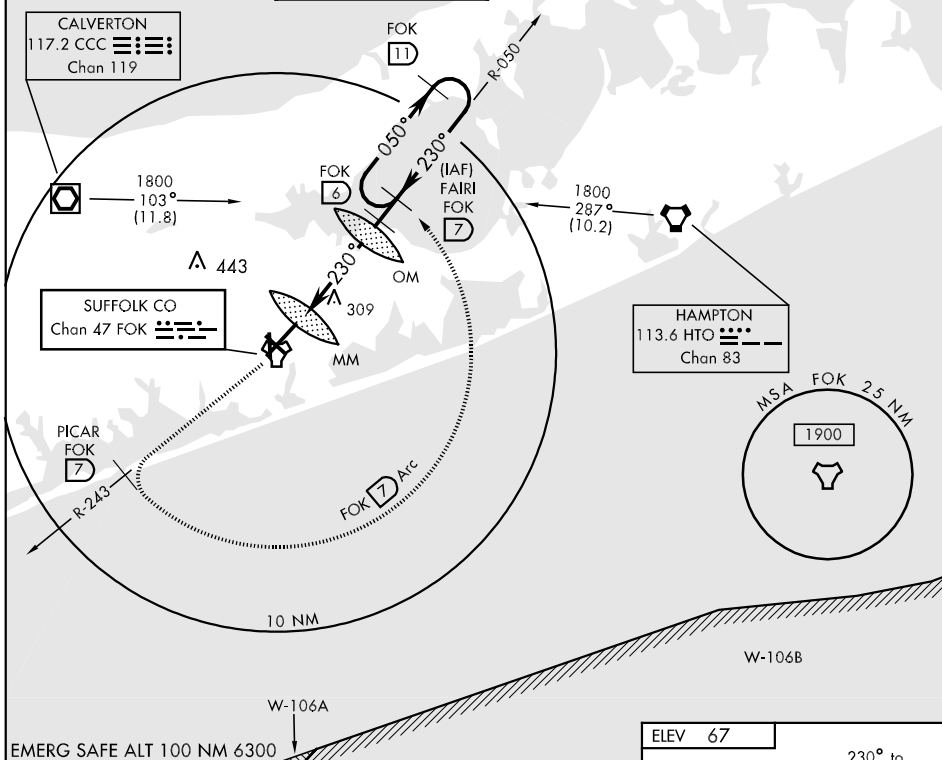 CALVERTON
117.2 CCC
Chan 119
FOK
11
R-050
050°
230°
FOK
6
(IAF)
FAIRI
FOK
7
1800
103°
(11.8)
1800
287°
(10.2)
443
230°
OM
309
SUFFOLK CO
Chan 47 FOK
MM
HAMPTON
113.6 HTO
Chan 83
MSA FOK 25 NM
1900
PICAR
FOK
7
R-243
FOK 7 Arc
10 NM
W-106B
W-106A
EMERG SAFE ALT 100 NM 6300
ELEV 67
230° to